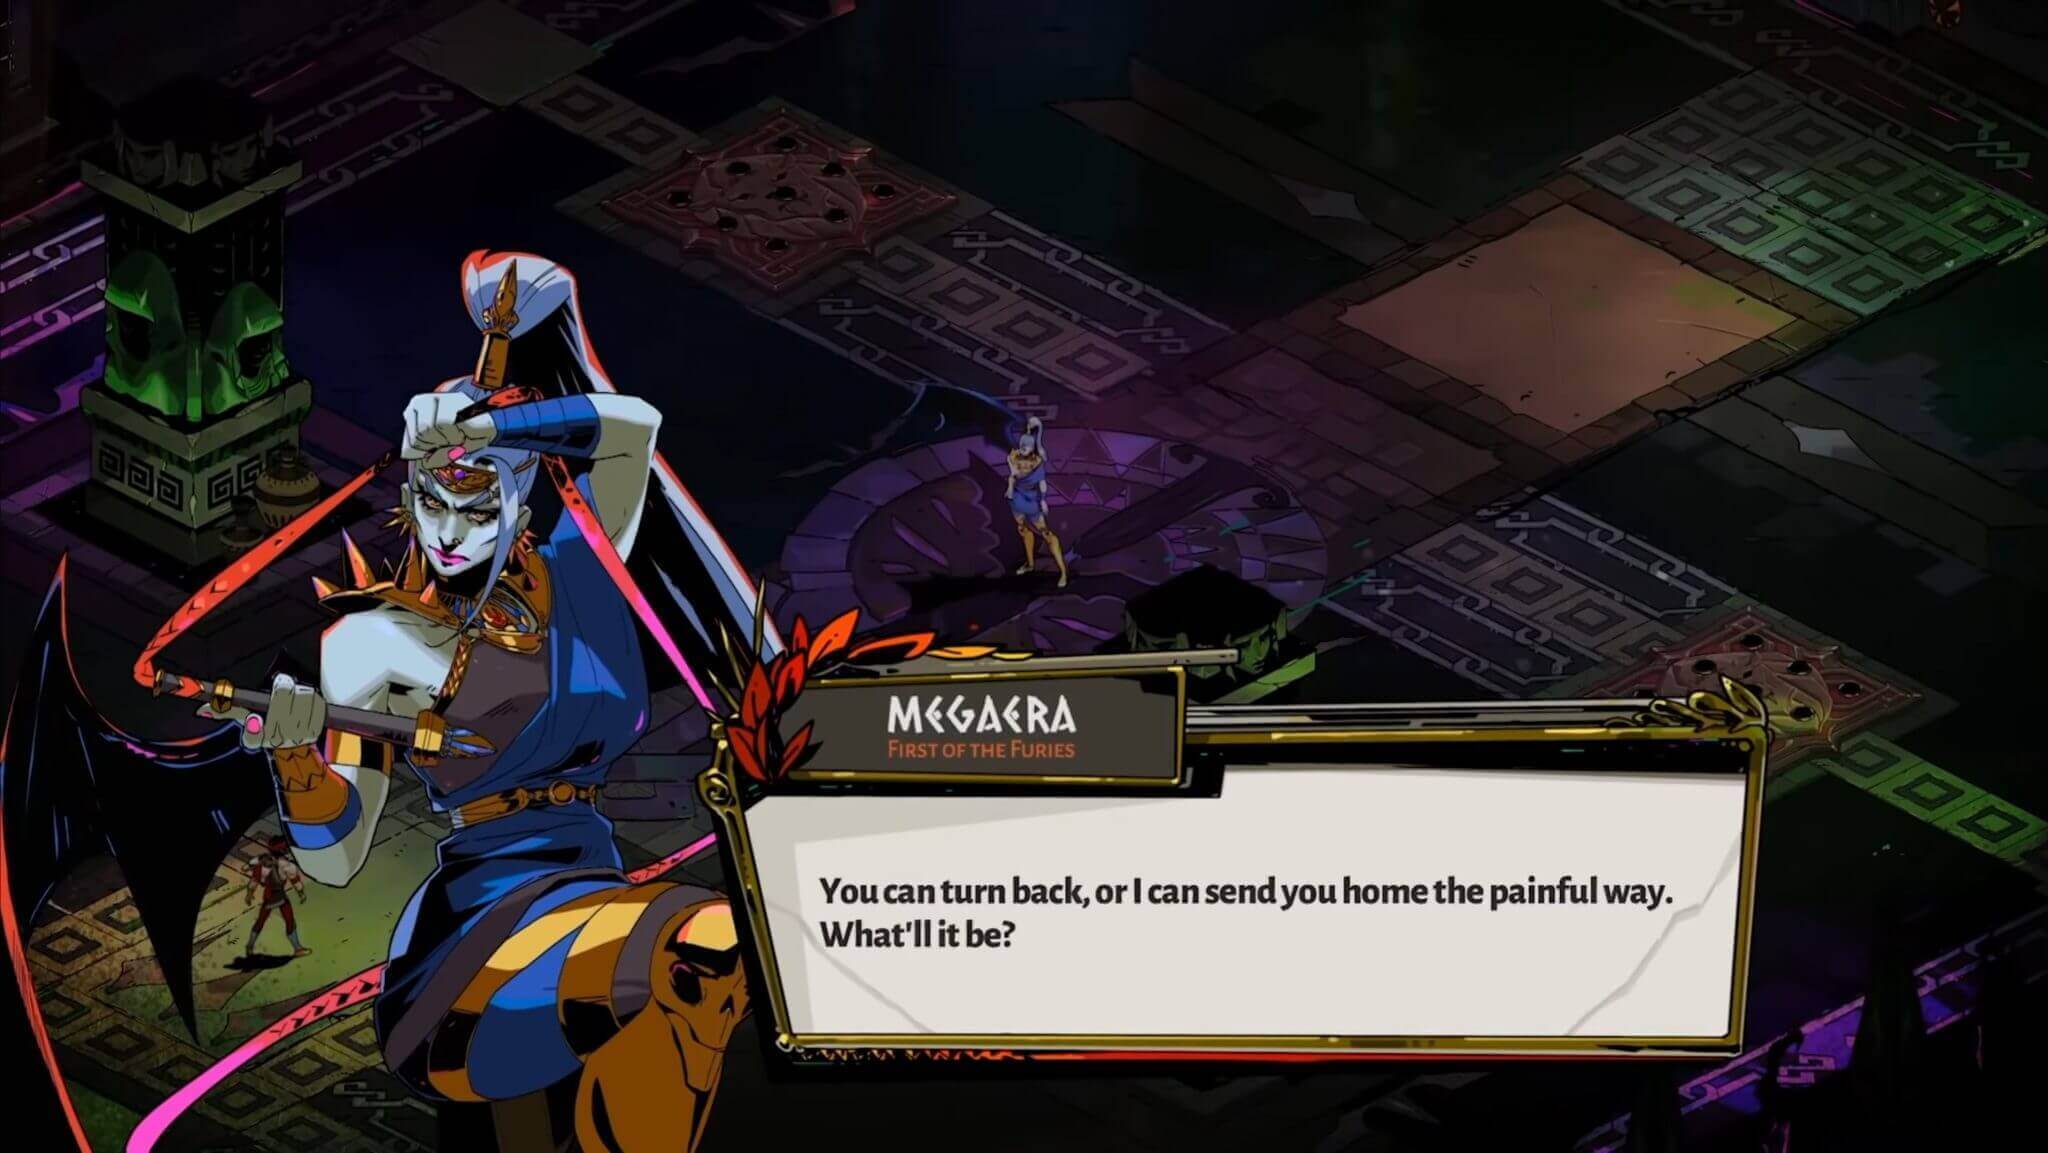 MEGAERA
FIRST OF THE FURIES
You can turn back, or I can send you home the painful way.
What'll it be?